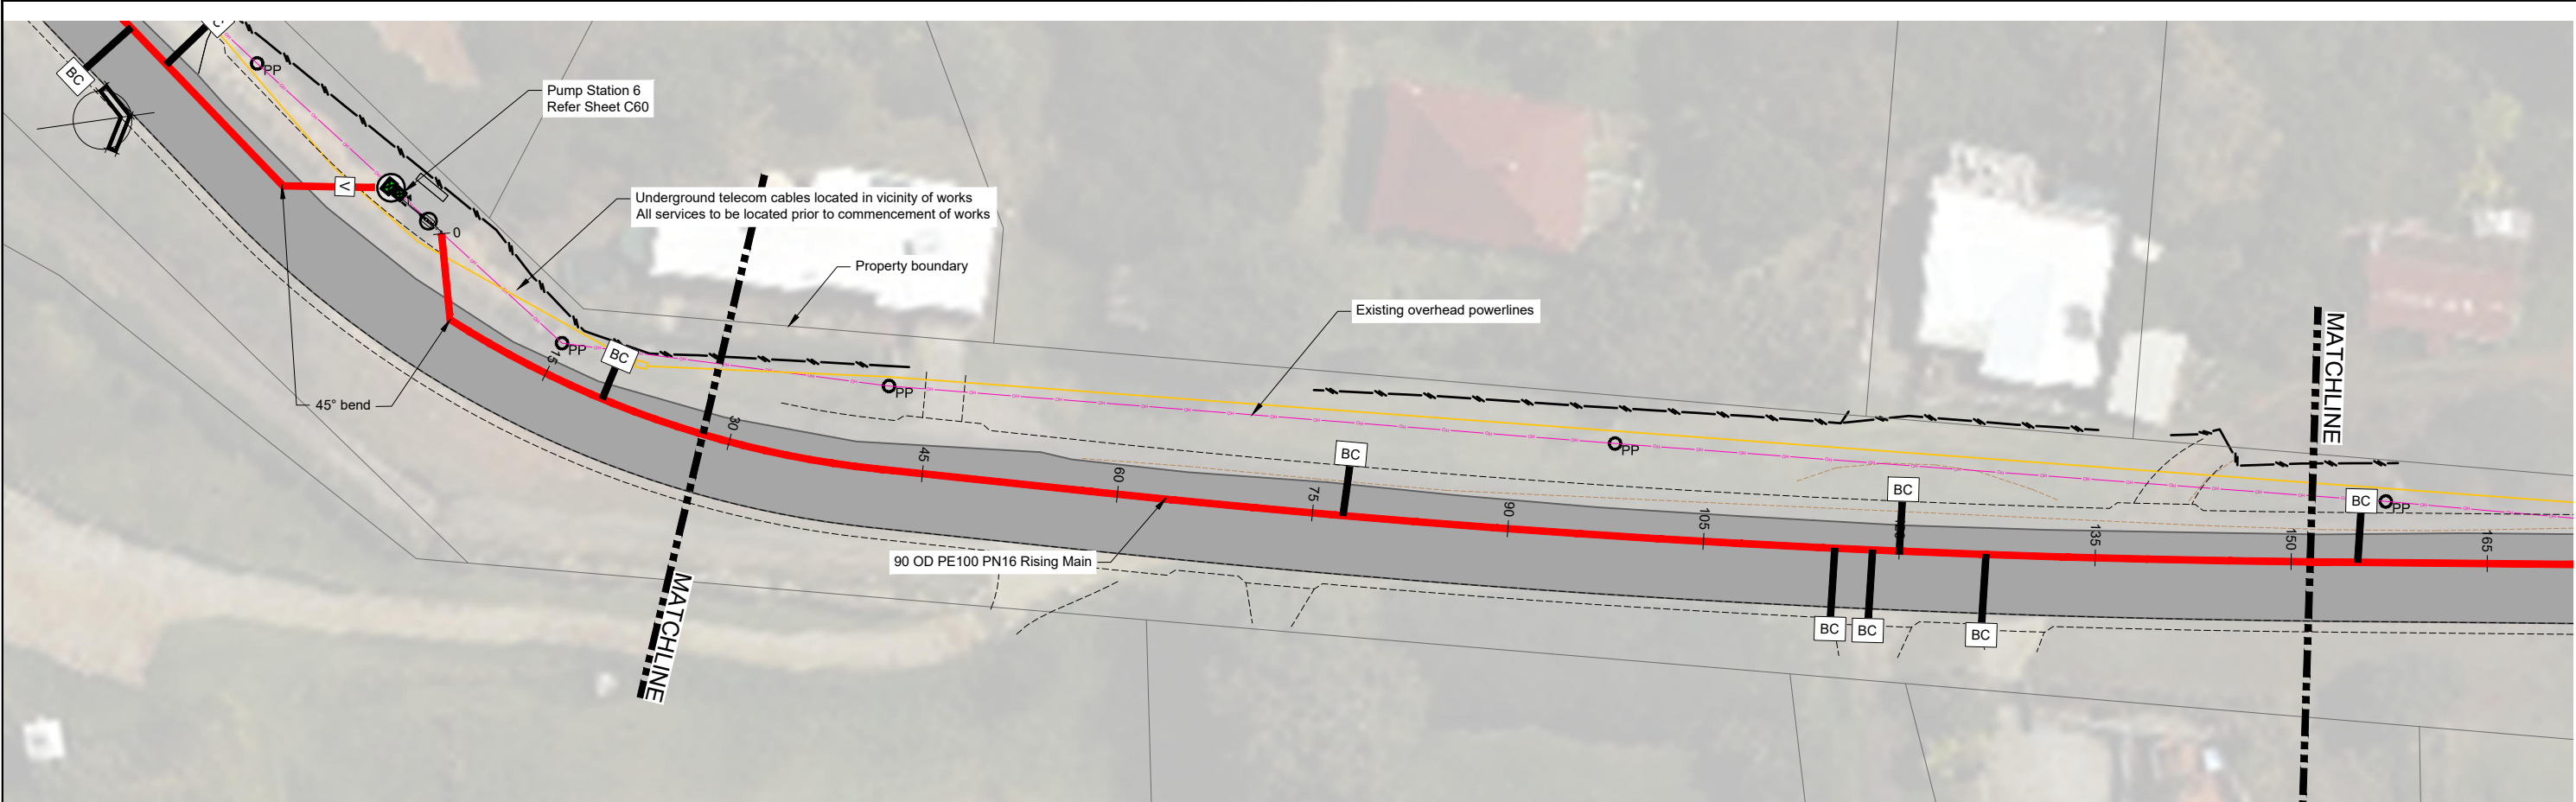 BC
PP
Pump Station 6
Refer Sheet C60
V
Underground telecom cables located in vicinity of works
All services to be located prior to commencement of works
0
Property boundary
Existing overhead powerlines
45° bend
PP
15
BC
PP
MATCHLINE
30
45
60
BC
75
90
PP
105
BC
135
150
MATCHLINE
BC
PP
165
90 OD PE100 PN16 Rising Main
BC
BC
BC
MATCHLINE